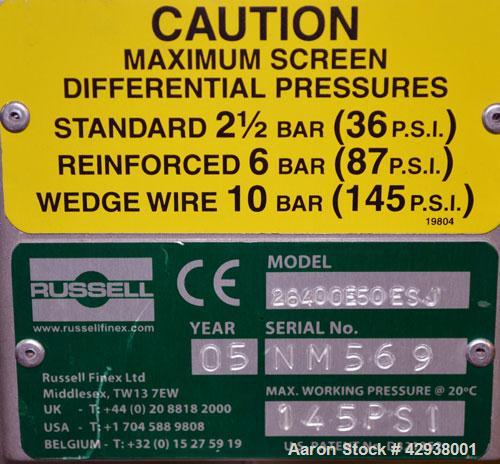 CAUTION
MAXIMUM SCREEN
DIFFERENTIAL PRESSURES
STANDARD 2½ BAR (36 P.S.I.)
REINFORCED 6 BAR (87 P.S.I.)
WEDGE WIRE 10 BAR (145 P.S.I.)
19804
RUSSELL
www.russellfinex.com
CE
MODEL
26400E50ESJ
YEAR
05
SERIAL No.
NM569
Russell Finex Ltd
Middlesex, TW13 7EW
UK - T: +44 (0) 20 8818 2000
USA - T: +1 704 588 9808
BELGIUM - T: +32 (0) 15 27 59 19
MAX. WORKING PRESSURE @ 20°C
145PSI
U.S. PATENT
Aaron Stock # 42938001